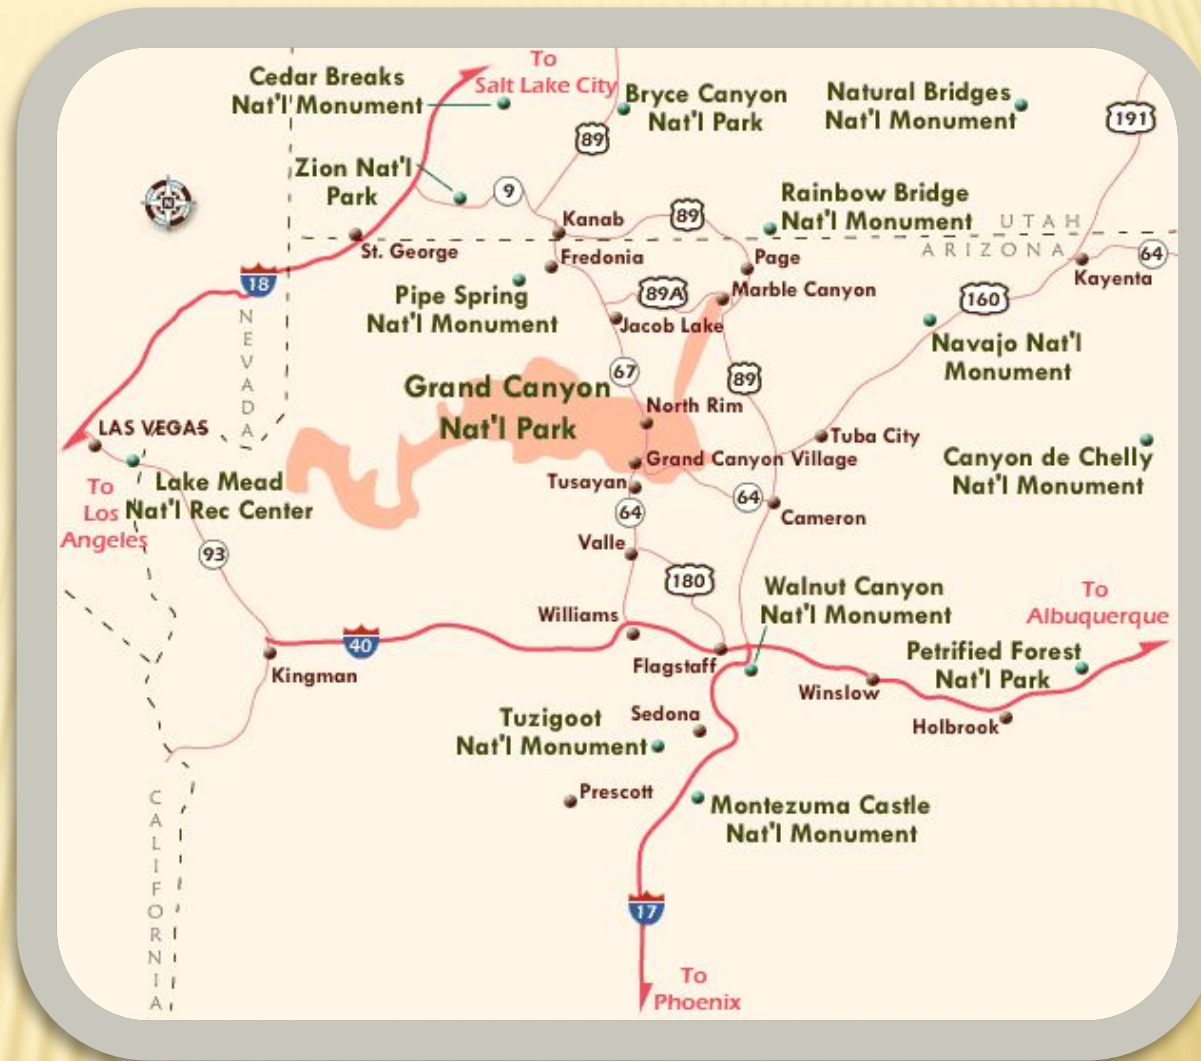 To
Salt Lake City
Cedar Breaks
Nat'l Monument
Bryce Canyon
Nat'l Park
Natural Bridges
Nat'l Monument
191
89
Zion Nat'l
Park
9
Rainbow Bridge
Nat'l Monument
UTAH
ARIZONA
N
Kanab
89
St. George
Fredonia
Page
64
Kayenta
18
Pipe Spring
Nat'l Monument
89A
Marble Canyon
160
NEVADA
Jacob Lake
Navajo Nat'l
Monument
67
89
Grand Canyon
Nat'l Park
North Rim
LAS VEGAS
Tuba City
Grand Canyon Village
Canyon de Chelly
Nat'l Monument
Lake Mead
Nat'l Rec Center
To
Los
Angeles
Tusayan
64
64
Cameron
93
Valle
180
Walnut Canyon
Nat'l Monument
To
Albuquerque
Williams
40
Kingman
Flagstaff
Petrified Forest
Nat'l Park
Winslow
Holbrook
Sedona
Tuzigoot
Nat'l Monument
Prescott
Montezuma Castle
Nat'l Monument
CALIFORNIA
17
To
Phoenix